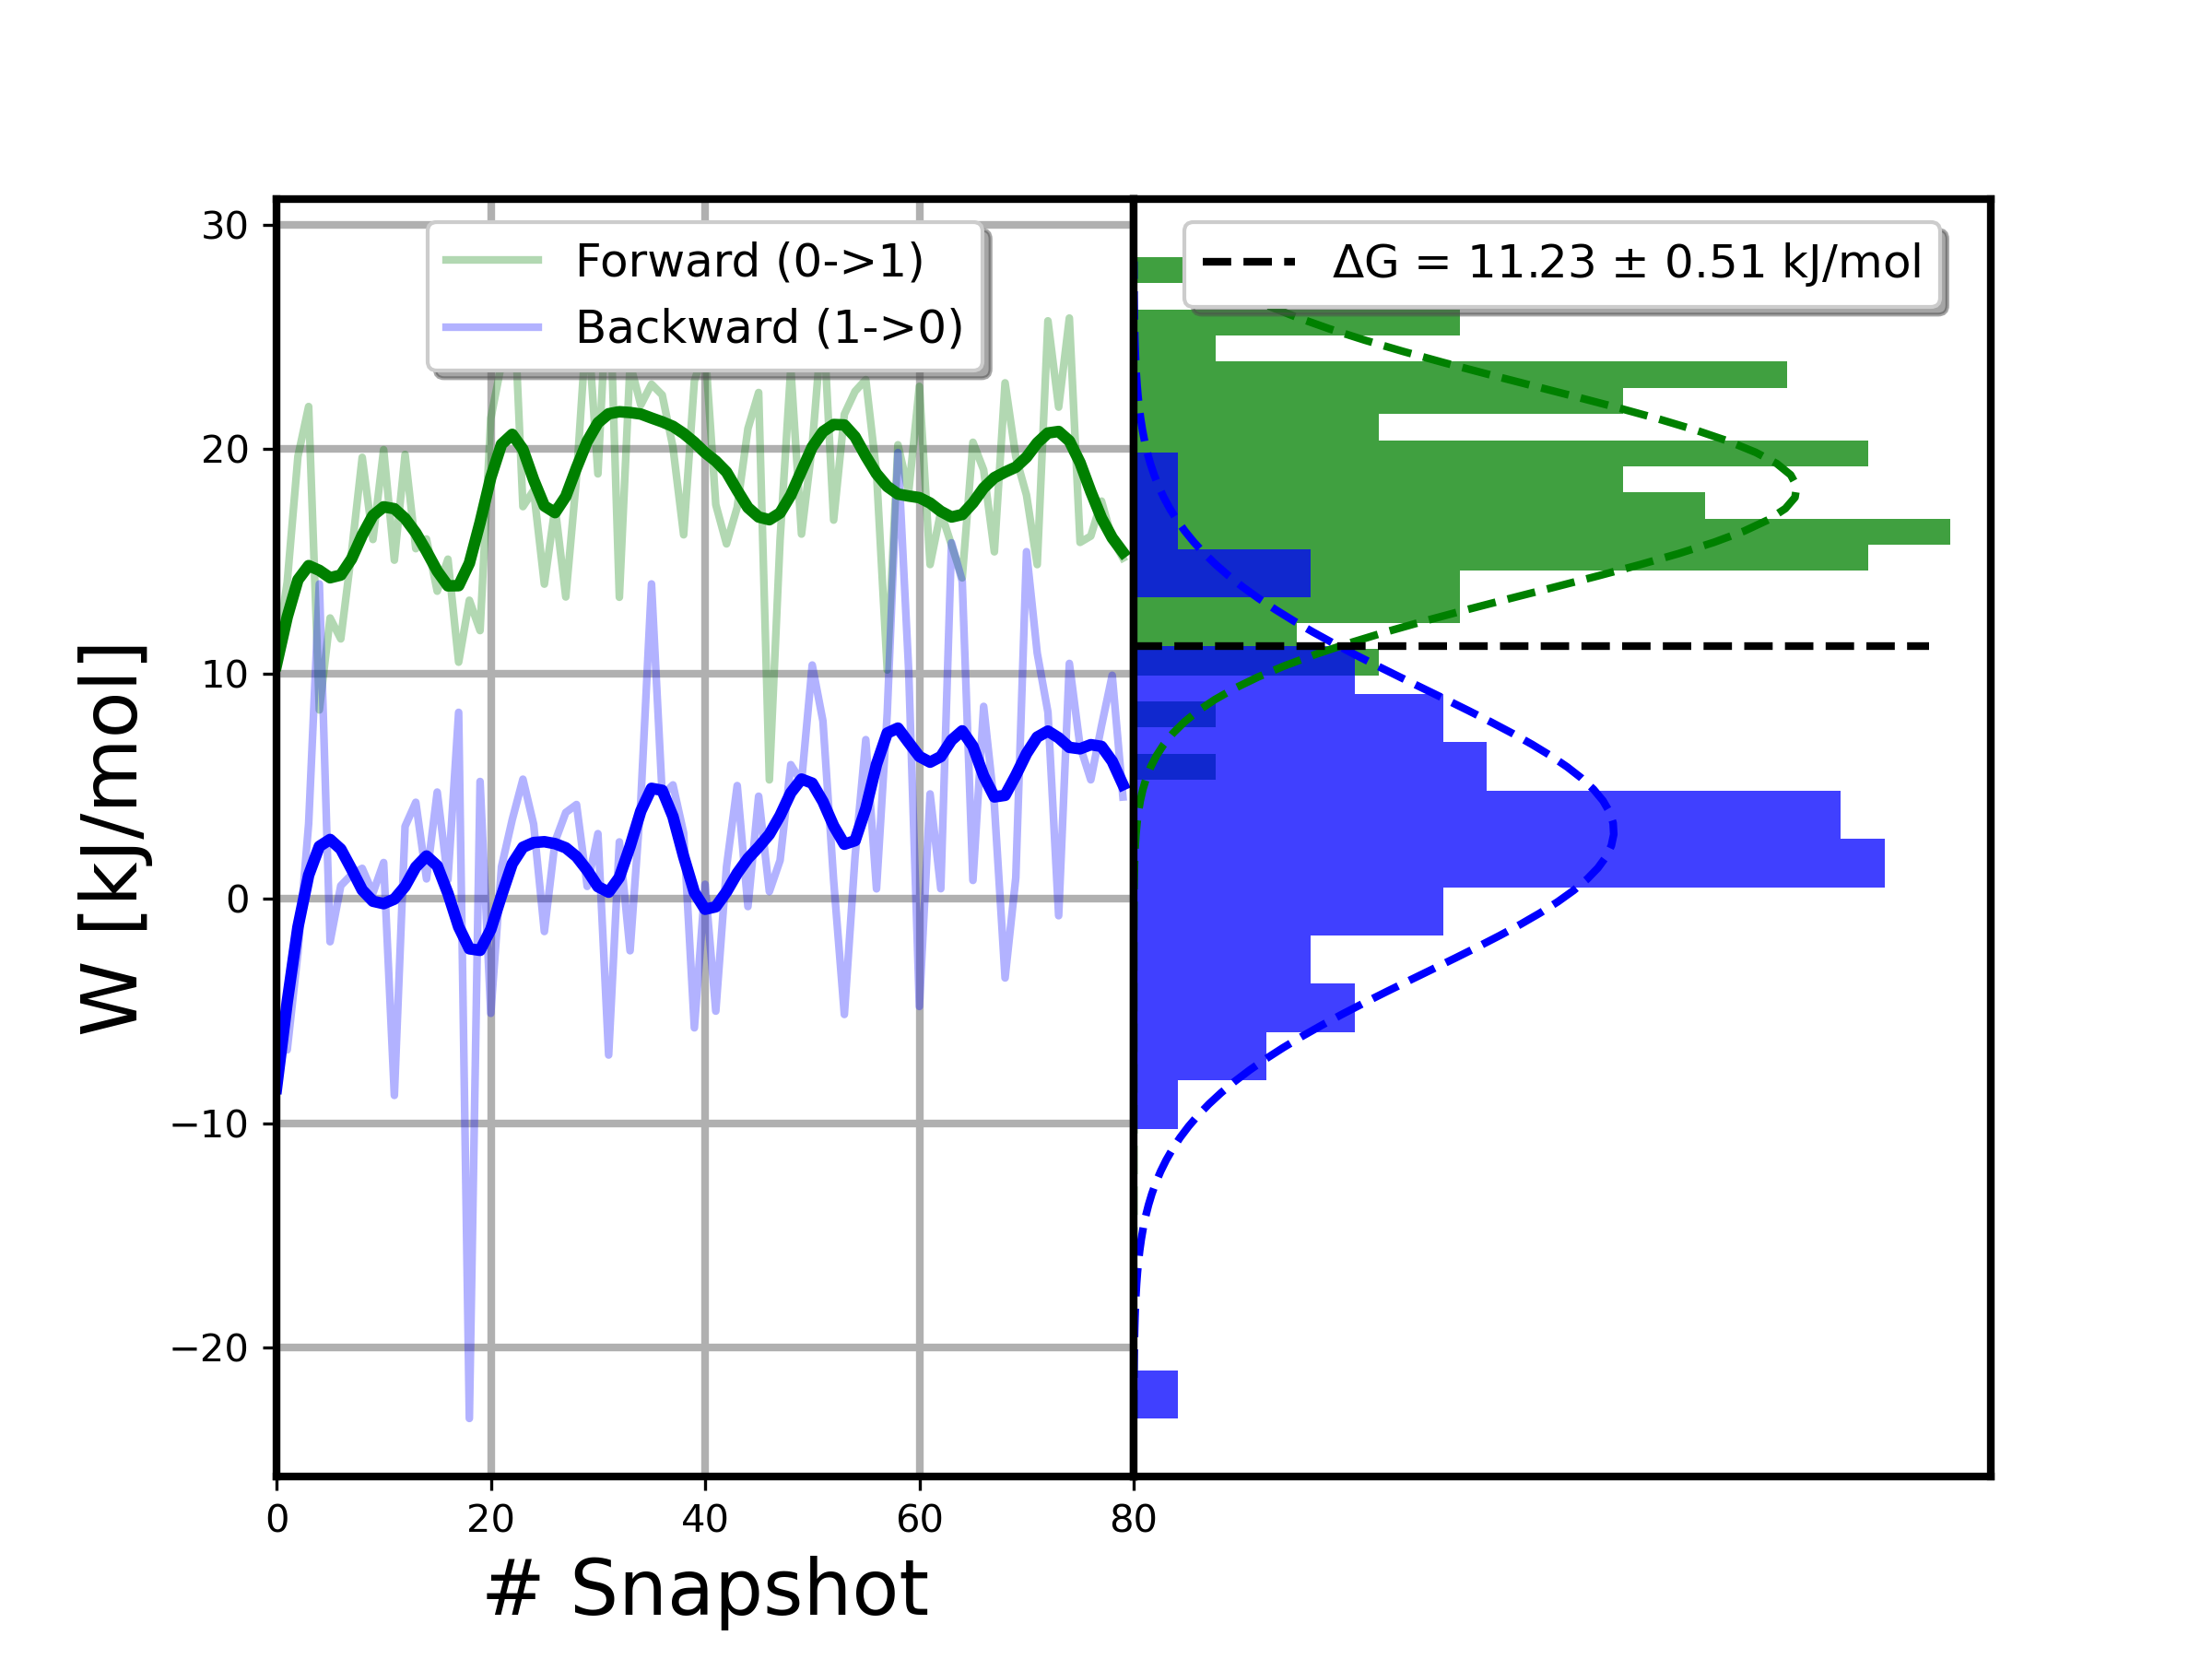 30
20
10
0
−10
−20
W [kJ/mol]
Forward (0->1)
Backward (1->0)
ΔG = 11.23 ± 0.51 kJ/mol
0 20 40 60 80
# Snapshot